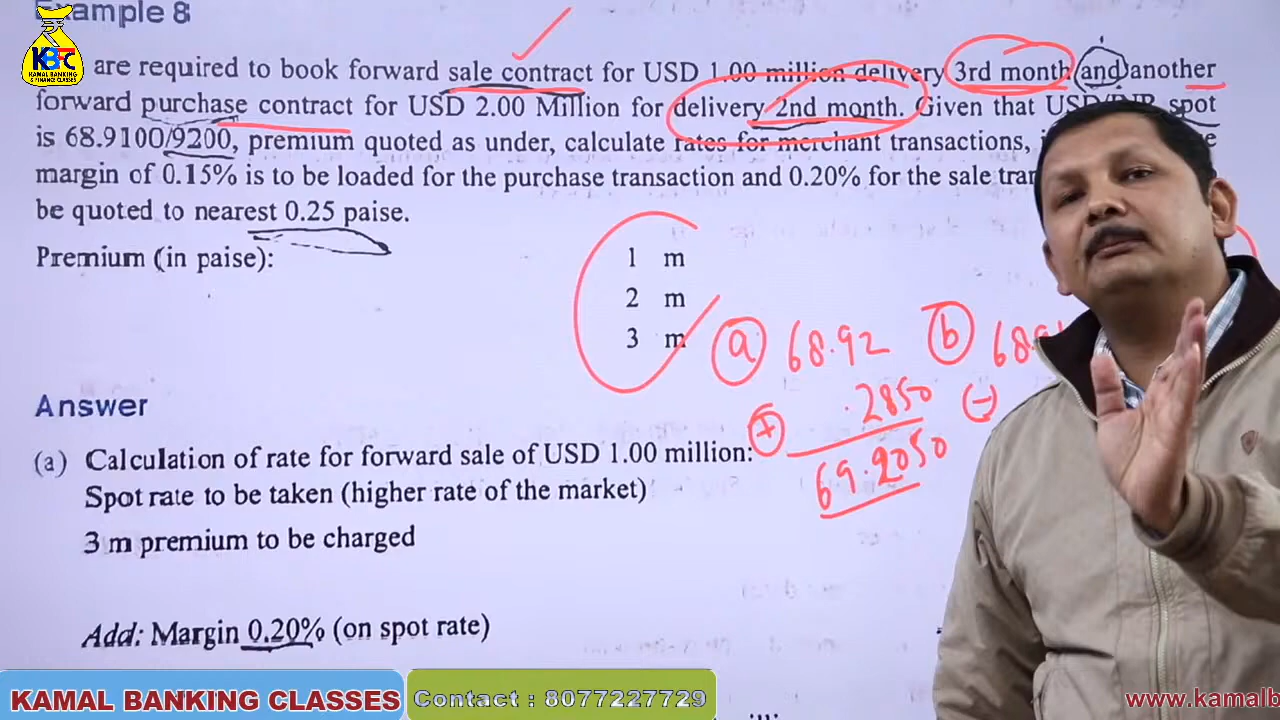 Example 8
KBC
KAMAL BANKING
& FINANCE CLASSES
are required to book forward sale contract for USD 1.00 million delivery 3rd month and another
forward purchase contract for USD 2.00 Million for delivery 2nd month. Given that USD/INR spot
is 68.9100/9200, premium quoted as under, calculate rates for merchant transactions,
margin of 0.15% is to be loaded for the purchase transaction and 0.20% for the sale
be quoted to nearest 0.25 paise.
Premium (in paise):
1 m
2 m
3 m
a 68.92 b
+ .2850 (-)
69.2050
Answer
(a) Calculation of rate for forward sale of USD 1.00 million:
Spot rate to be taken (higher rate of the market)
3 m premium to be charged
Add: Margin 0.20% (on spot rate)
KAMAL BANKING CLASSES
Contact : 8077227729
www.kamalb